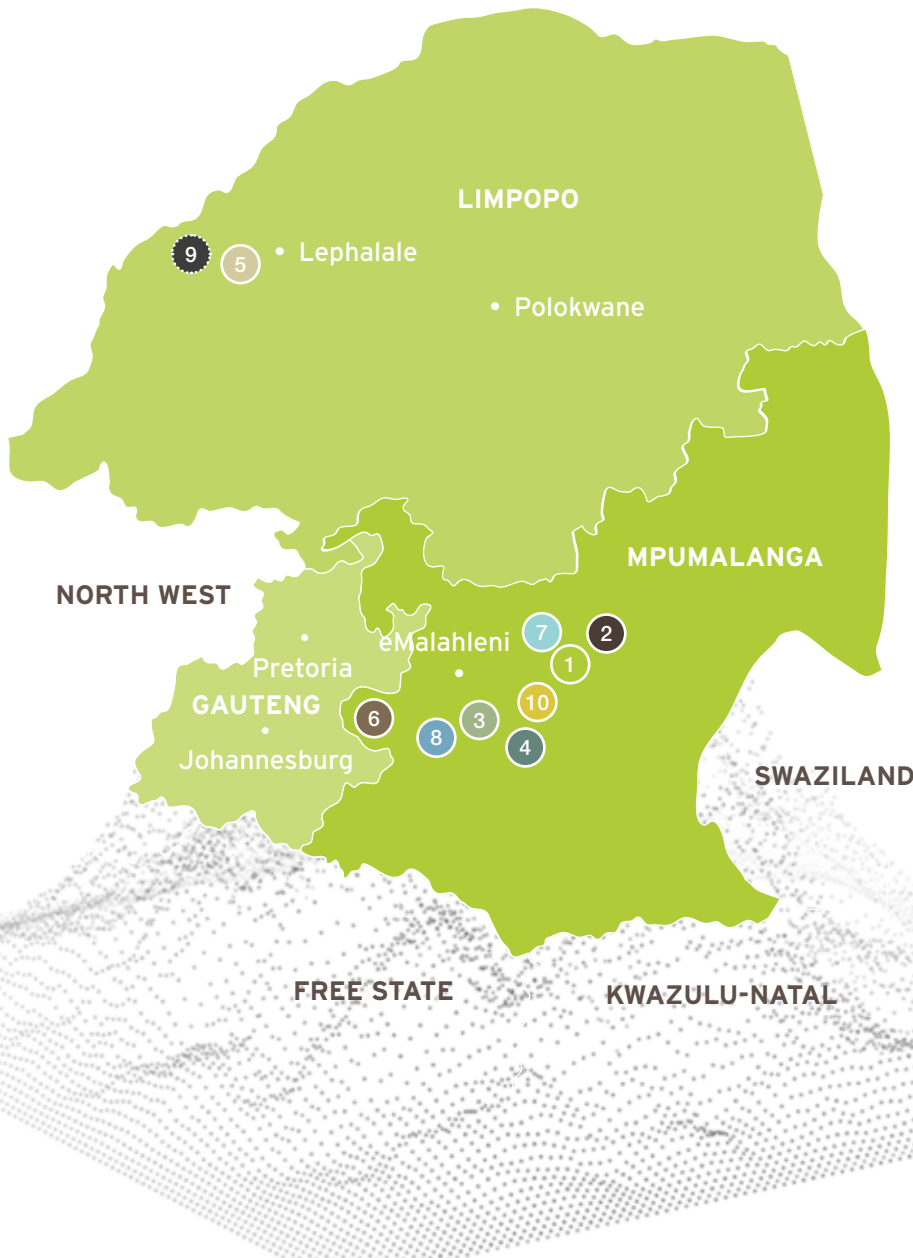 LIMPOPO
9
5
Lephalale
Polokwane
MPUMALANGA
NORTH WEST
7
2
eMalahleni
1
Pretoria
GAUTENG
10
6
3
8
4
Johannesburg
SWAZILAND
FREE STATE
KWAZULU-NATAL